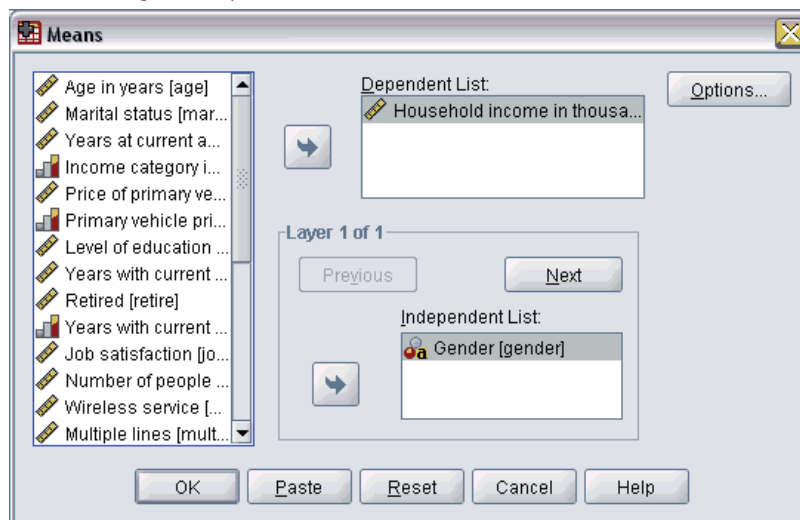 Means
Age in years [age]
Marital status [mar...
Years at current a...
Income category i...
Price of primary ve...
Primary vehicle pri...
Level of education ...
Years with current ...
Retired [retire]
Years with current ...
Job satisfaction [jo...
Number of people ...
Wireless service [...
Multiple lines [mult...
Dependent List:
Household income in thousa...
Options...
Layer 1 of 1
Previous
Next
Independent List:
a Gender [gender]
OK
Paste
Reset
Cancel
Help